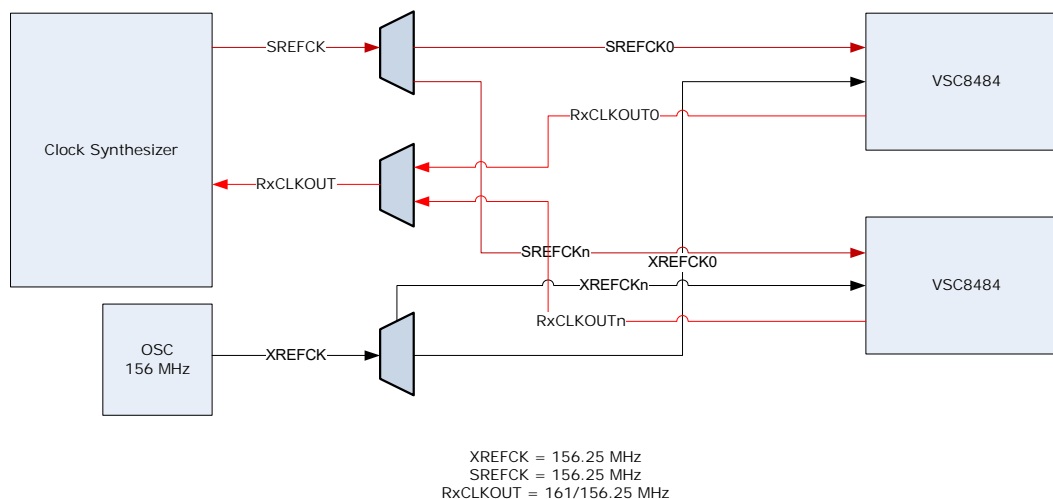 SREFCK
SREFCK0
VSC8484
RxCLKOUT0
Clock Synthesizer
RxCLKOUT
SREFCKn
XREFCK0
XREFCKn
VSC8484
RxCLKOUTn
OSC
156 MHz
XREFCK
XREFCK = 156.25 MHz
SREFCK = 156.25 MHz
RxCLKOUT = 161/156.25 MHz